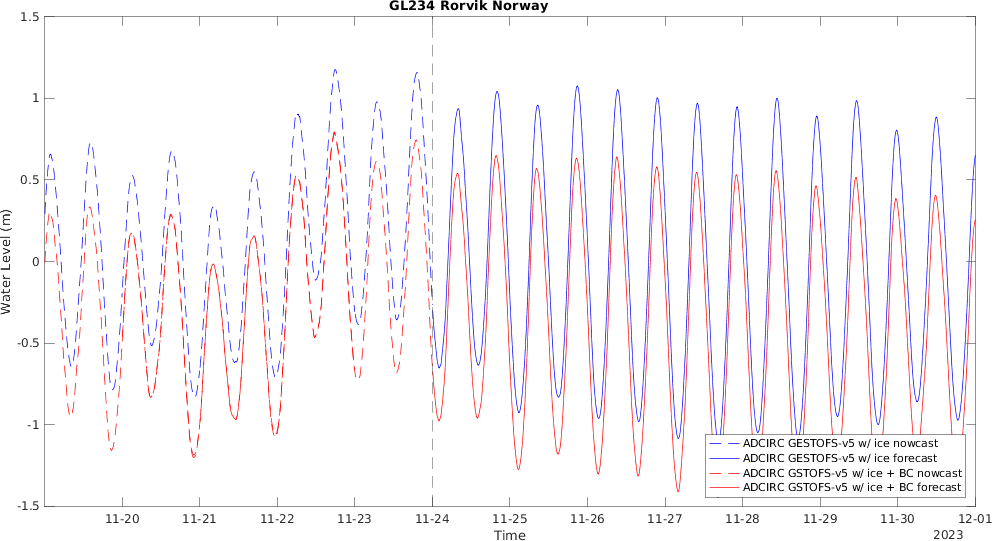 GL234 Rorvik Norway
1.5
1
0.5
0
-0.5
-1
-1.5
Water Level (m)
ADCIRC GESTOFS-v5 w/ ice nowcast
ADCIRC GESTOFS-v5 w/ ice forecast
ADCIRC GSTOFS-v5 w/ ice + BC nowcast
ADCIRC GSTOFS-v5 w/ ice + BC forecast
11-20 11-21 11-22 11-23 11-24 11-25 11-26 11-27 11-28 11-29 11-30 12-01
Time
2023